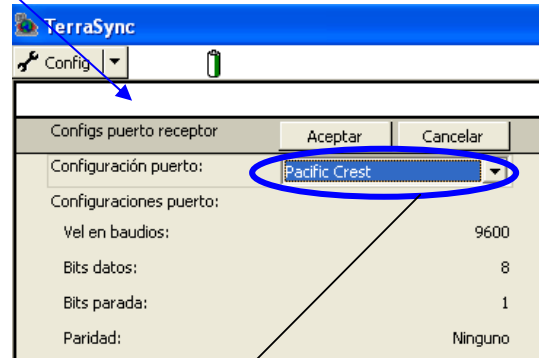 TerraSync
Config
Configs puerto receptor Aceptar Cancelar
Configuración puerto: Pacific Crest
Configuraciones puerto:
Vel en baudios: 9600
Bits datos: 8
Bits parada: 1
Paridad: Ninguno